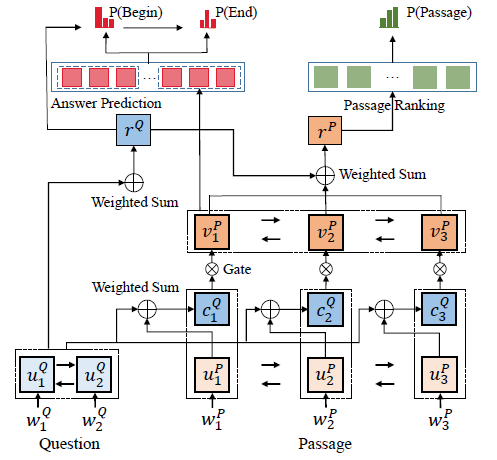 P(Begin) P(End) P(Passage)
Answer Prediction Passage Ranking
r^Q r^P
Weighted Sum
Weighted Sum
v_1^P v_2^P v_3^P
Gate
Weighted Sum
c_1^Q c_2^Q c_3^Q
u_1^Q u_2^Q u_1^P u_2^P u_3^P
w_1^Q w_2^Q w_1^P w_2^P w_3^P
Question Passage